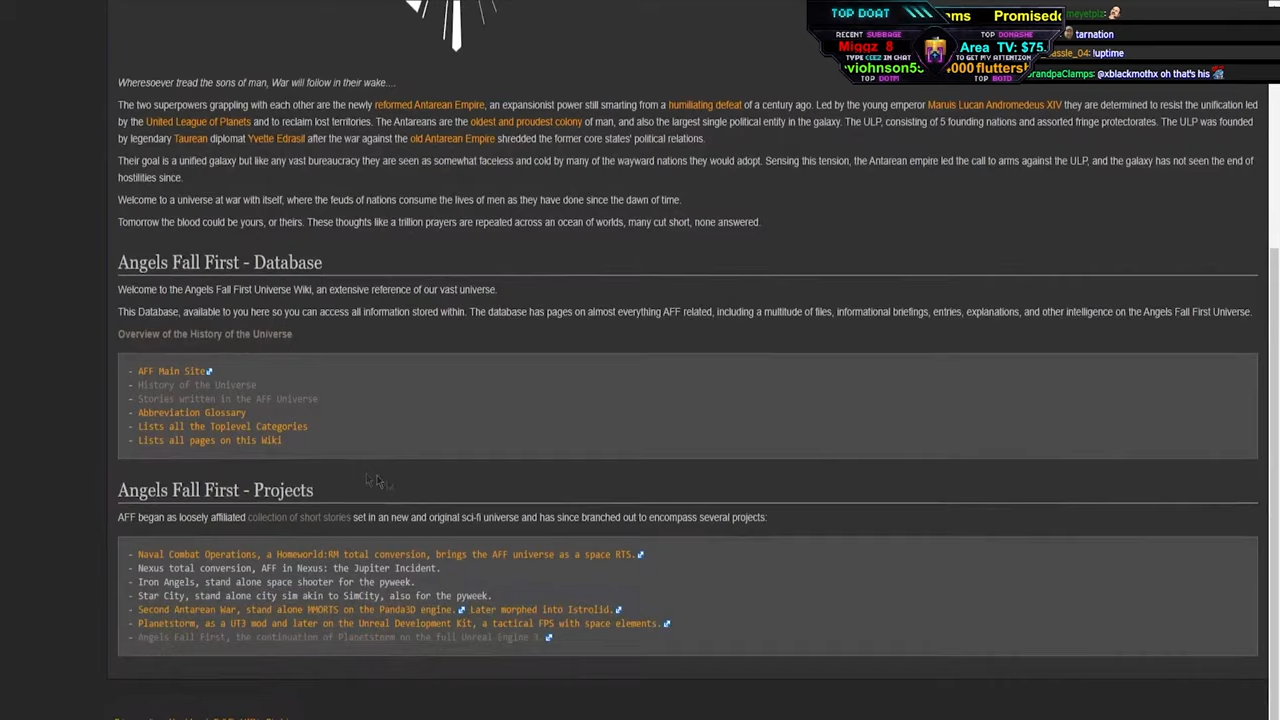 TOP DOAT
ms Promisedc
RECENT SUBBAGE
Miggz 8
TOP DONASHE
Area TV: $75.
TYPE
IN CHAT
TO GET MY ATTENTION
viohnson5
4000 fluttersh
TOP DOTM
TOP BOTD
meyetplz:
tarnation
assle_04: !uptime
GrandpaClamps: @xblackmothx oh that's his
Wheresoever tread the sons of man, War will follow in their wake....
The two superpowers grappling with each other are the newly reformed Antarean Empire, an expansionist power still smarting from a humiliating defeat of a century ago. Led by the young emperor Maruis Lucan Andromedeus XIV they are determined to resist the unification led
by the United League of Planets and to reclaim lost territories. The Antareans are the oldest and proudest colony of man, and also the largest single political entity in the galaxy. The ULP, consisting of 5 founding nations and assorted fringe protectorates. The ULP was founded
by legendary Taurean diplomat Yvette Edrasil after the war against the old Antarean Empire shredded the former core states' political relations.
Their goal is a unified galaxy but like any vast bureaucracy they are seen as somewhat faceless and cold by many of the wayward nations they would adopt. Sensing this tension, the Antarean empire led the call to arms against the ULP, and the galaxy has not seen the end of
hostilities since.
Welcome to a universe at war with itself, where the feuds of nations consume the lives of men as they have done since the dawn of time.
Tomorrow the blood could be yours, or theirs. These thoughts like a trillion prayers are repeated across an ocean of worlds, many cut short, none answered.
Angels Fall First - Database
Welcome to the Angels Fall First Universe Wiki, an extensive reference of our vast universe.
This Database, available to you here so you can access all information stored within. The database has pages on almost everything AFF related, including a multitude of files, informational briefings, entries, explanations, and other intelligence on the Angels Fall First Universe.
Overview of the History of the Universe
- AFF Main Site
- History of the Universe
- Stories written in the AFF Universe
- Abbreviation Glossary
- Lists all the Toplevel Categories
- Lists all pages on this Wiki
Angels Fall First - Projects
AFF began as loosely affiliated collection of short stories set in an new and original sci-fi universe and has since branched out to encompass several projects:
- Naval Combat Operations, a Homeworld:RM total conversion, brings the AFF universe as a space RTS.
- Nexus total conversion, AFF in Nexus: the Jupiter Incident.
- Iron Angels, stand alone space shooter for the pyweek.
- Star City, stand alone city sim akin to SimCity, also for the pyweek.
- Second Antarean War, stand alone MMORTS on the Panda3D engine. Later morphed into Istrolid.
- Planetstorm, as a UT3 mod and later on the Unreal Development Kit, a tactical FPS with space elements.
- Angels Fall First, the continuation of Planetstorm on the full Unreal Engine 3.